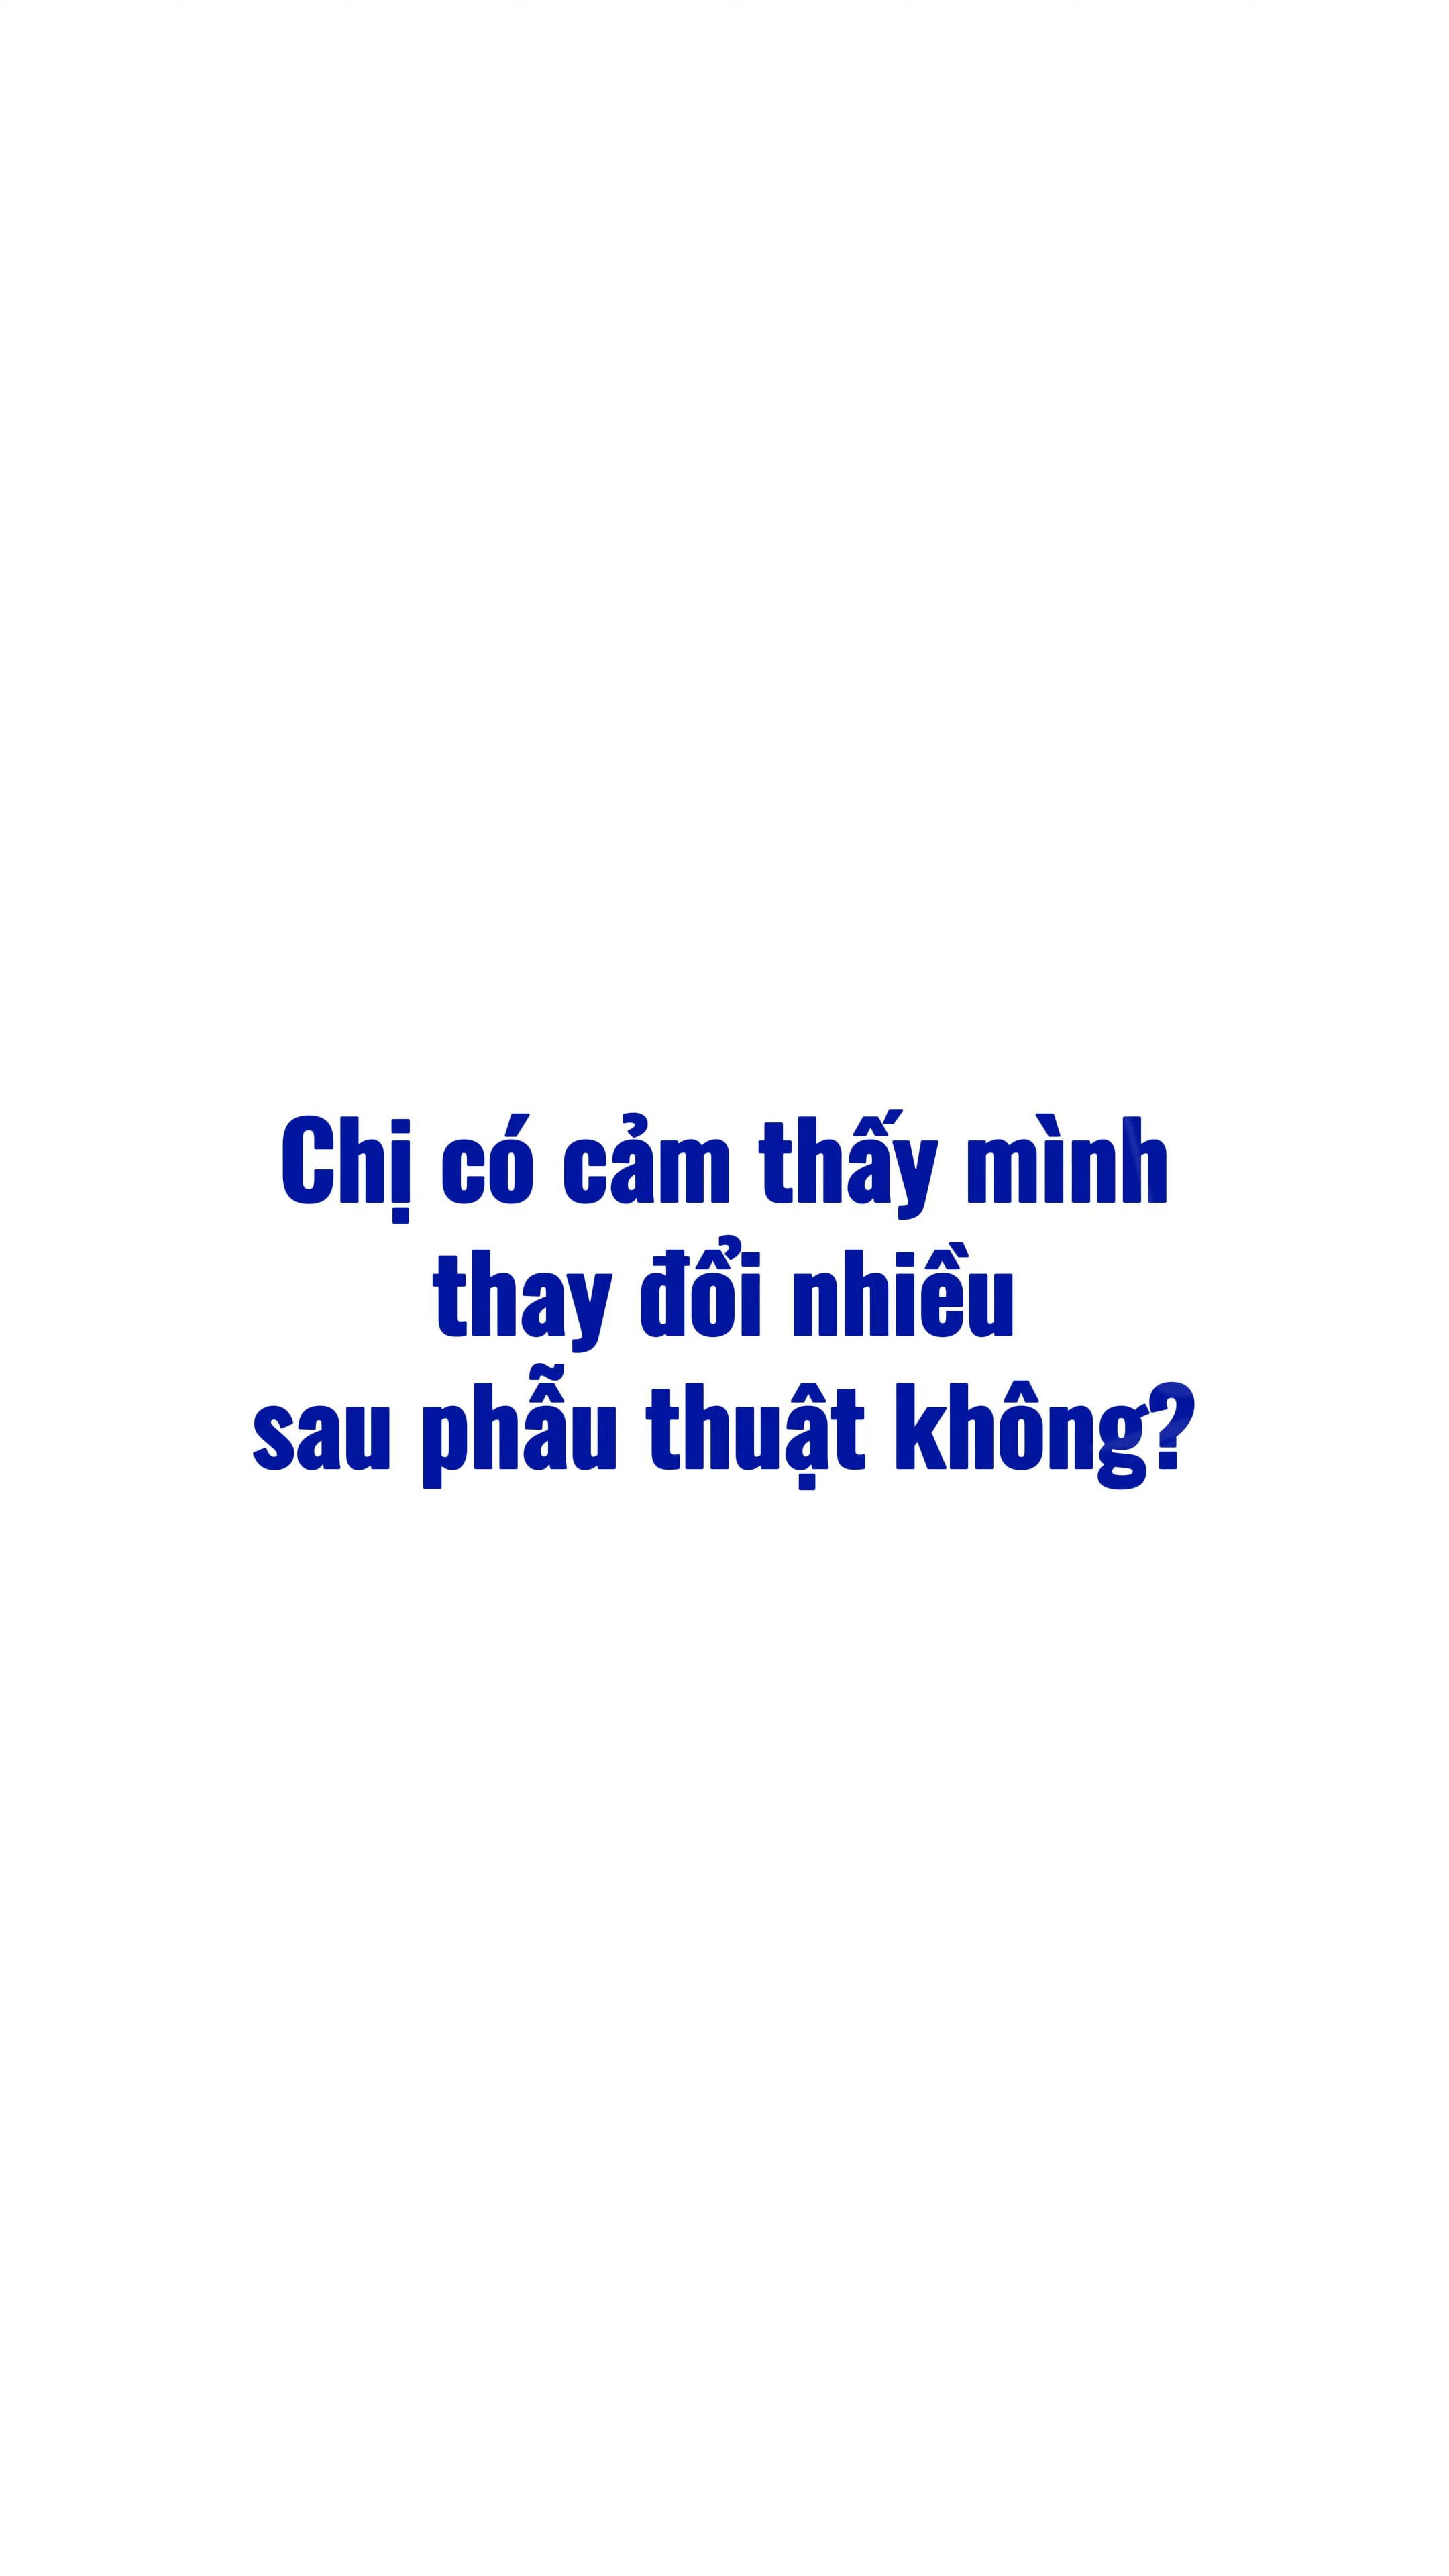 Chị có cảm thấy mình
thay đổi nhiều
sau phẫu thuật không?